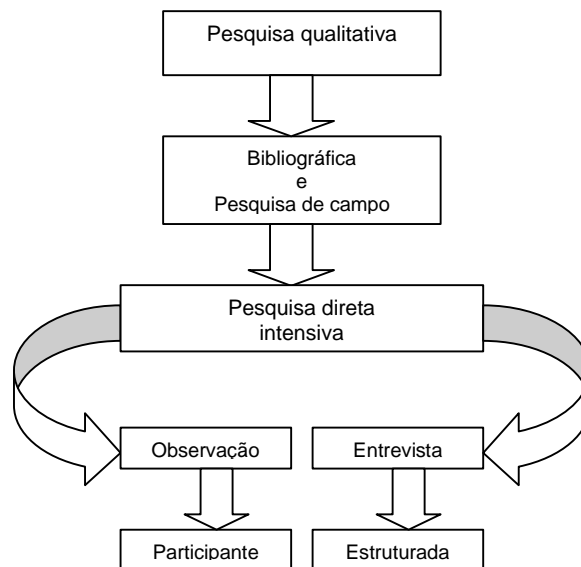 Pesquisa qualitativa
Bibliográfica
e
Pesquisa de campo
Pesquisa direta
intensiva
Observação
Entrevista
Participante
Estruturada